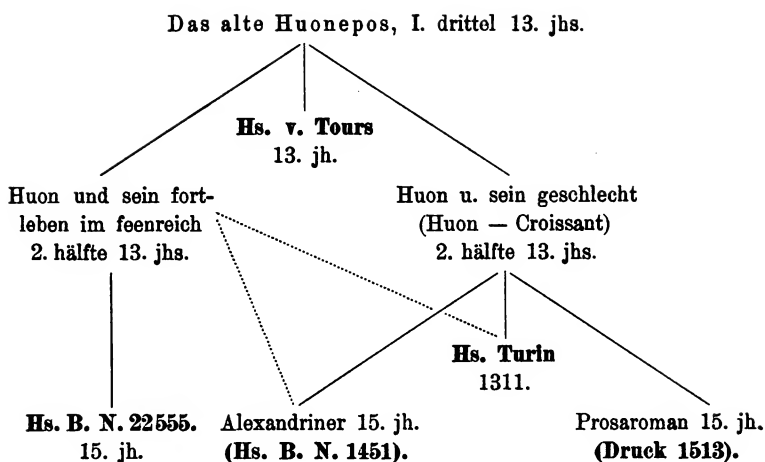 Das alte Huonepos, I. drittel 13. jhs.
Hs. v. Tours
13. jh.
Huon und sein fort-
leben im feenreich
2. hälfte 13. jhs.
Huon u. sein geschlecht
(Huon — Croissant)
2. hälfte 13. jhs.
Hs. Turin
1311.
Hs. B. N. 22555.
15. jh.
Alexandriner 15. jh.
(Hs. B. N. 1451).
Prosaroman 15. jh.
(Druck 1513).